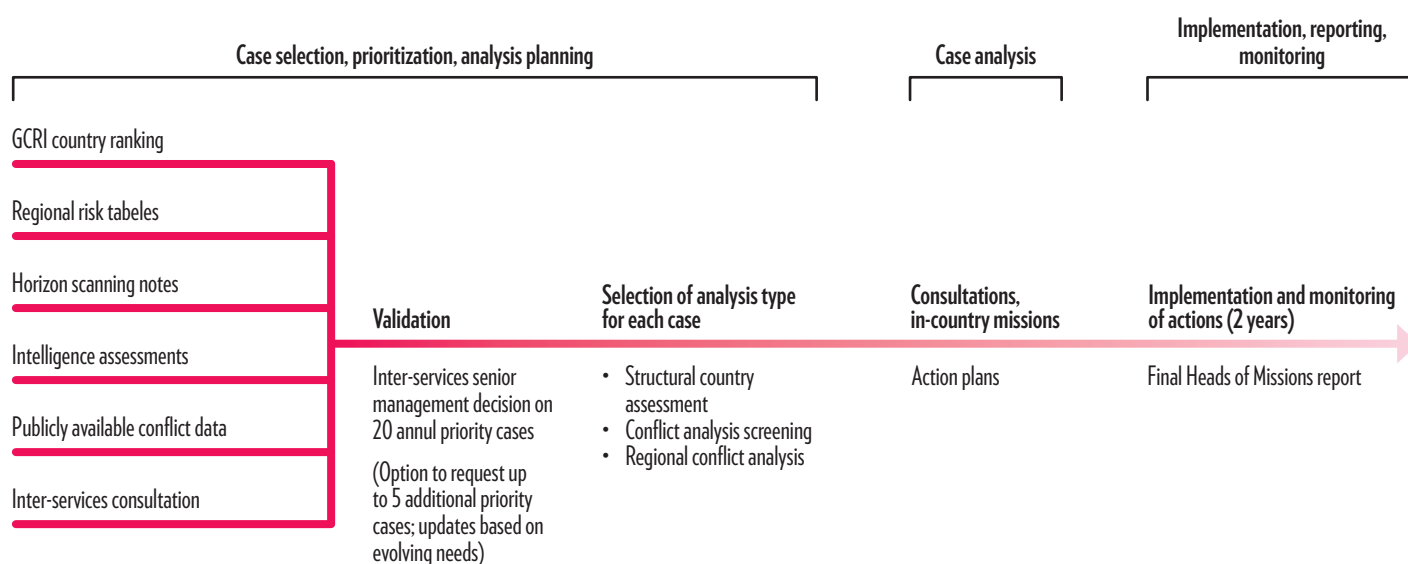 Case selection, prioritization, analysis planning
Case analysis
Implementation, reporting,
monitoring
GCRI country ranking
Regional risk tabeles
Horizon scanning notes
Intelligence assessments
Publicly available conflict data
Inter-services consultation
Validation
Inter-services senior
management decision on
20 annul priority cases
(Option to request up
to 5 additional priority
cases; updates based on
evolving needs)
Selection of analysis type
for each case
• Structural country
assessment
• Conflict analysis screening
• Regional conflict analysis
Consultations,
in-country missions
Action plans
Implementation and monitoring
of actions (2 years)
Final Heads of Missions report